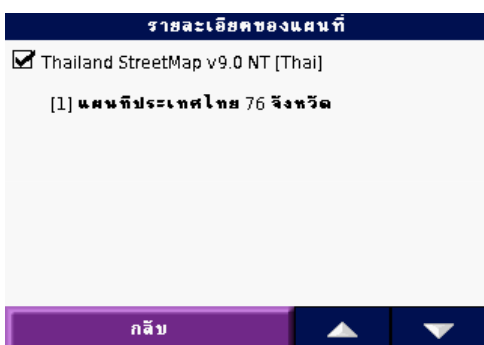 รายละเอียดของแผนที่
Thailand StreetMap v9.0 NT [Thai]
[1] แผนที่ประเทศไทย 76 จังหวัด
กลับ